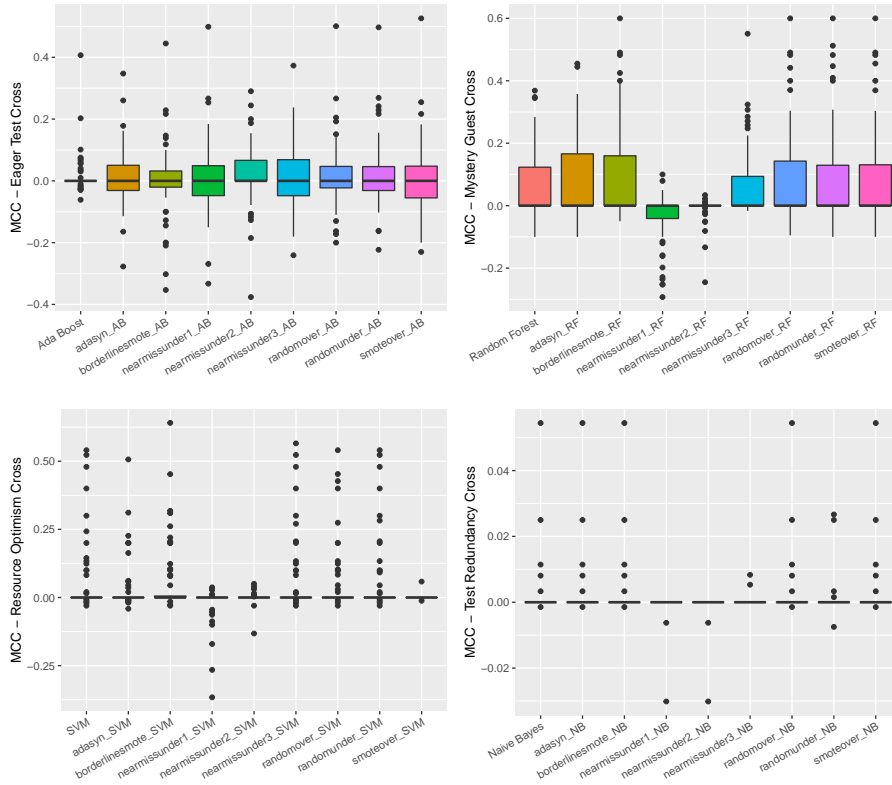 MCC – Eager Test Cross
0.4
0.2
0.0
−0.2
−0.4
Ada Boost
adasyn_AB
borderlinesmote_AB
nearmissunder1_AB
nearmissunder2_AB
nearmissunder3_AB
randomover_AB
randomunder_AB
smoteover_AB
MCC – Mystery Guest Cross
0.6
0.4
0.2
0.0
−0.2
Random Forest
adasyn_RF
borderlinesmote_RF
nearmissunder1_RF
nearmissunder2_RF
nearmissunder3_RF
randomover_RF
randomunder_RF
smoteover_RF
MCC – Resource Optimism Cross
0.50
0.25
0.00
−0.25
SVM
adasyn_SVM
borderlinesmote_SVM
nearmissunder1_SVM
nearmissunder2_SVM
nearmissunder3_SVM
randomover_SVM
randomunder_SVM
smoteover_SVM
MCC – Test Redundancy Cross
0.04
0.02
0.00
−0.02
Naive Bayes
adasyn_NB
borderlinesmote_NB
nearmissunder1_NB
nearmissunder2_NB
nearmissunder3_NB
randomover_NB
randomunder_NB
smoteover_NB